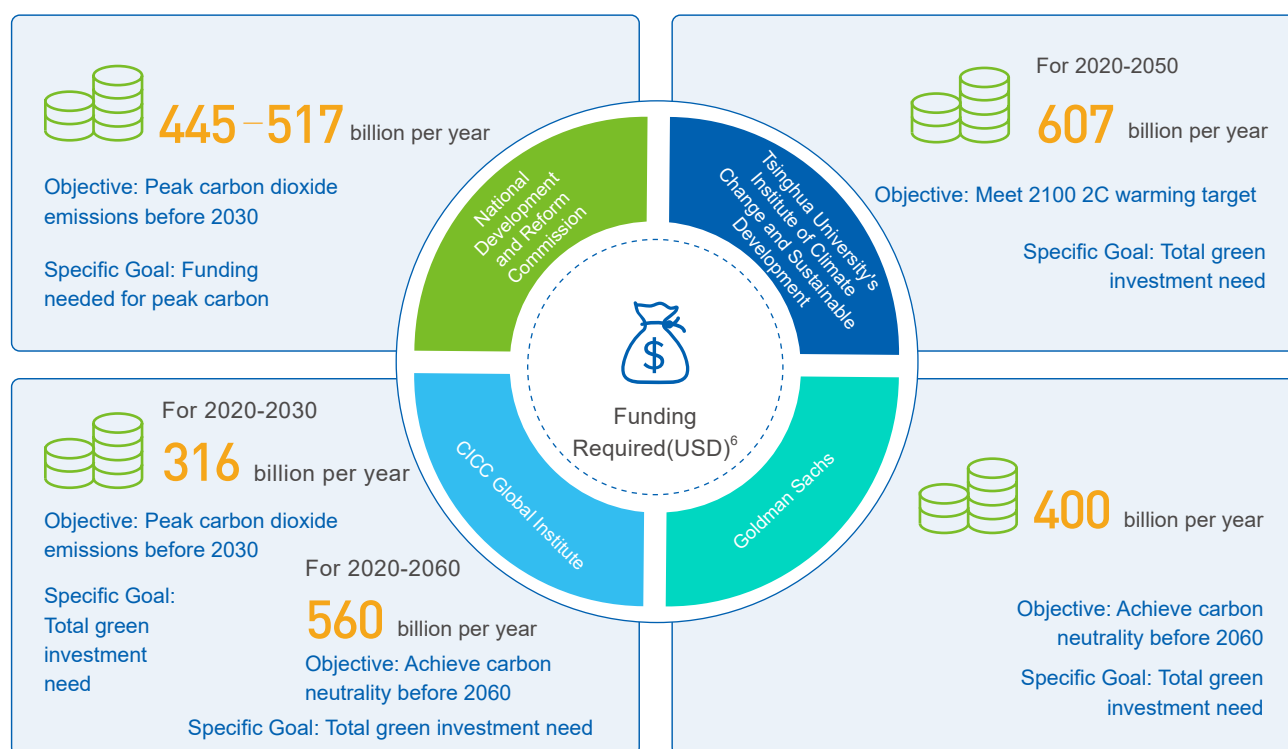 445–517 billion per year
Objective: Peak carbon dioxide
emissions before 2030
Specific Goal: Funding
needed for peak carbon
National
Development
and Reform
Commission
For 2020-2050
607 billion per year
Objective: Meet 2100 2C warming target
Specific Goal: Total green
investment need
Tsinghua University's
Institute of Climate
Change and Sustainable
Development
$
Funding
Required(USD)6
For 2020-2030
316 billion per year
Objective: Peak carbon dioxide
emissions before 2030
Specific Goal:
Total green
investment
need
For 2020-2060
560 billion per year
Objective: Achieve carbon
neutrality before 2060
Specific Goal: Total green investment need
CICC Global Institute
Goldman Sachs
400 billion per year
Objective: Achieve carbon
neutrality before 2060
Specific Goal: Total green
investment need